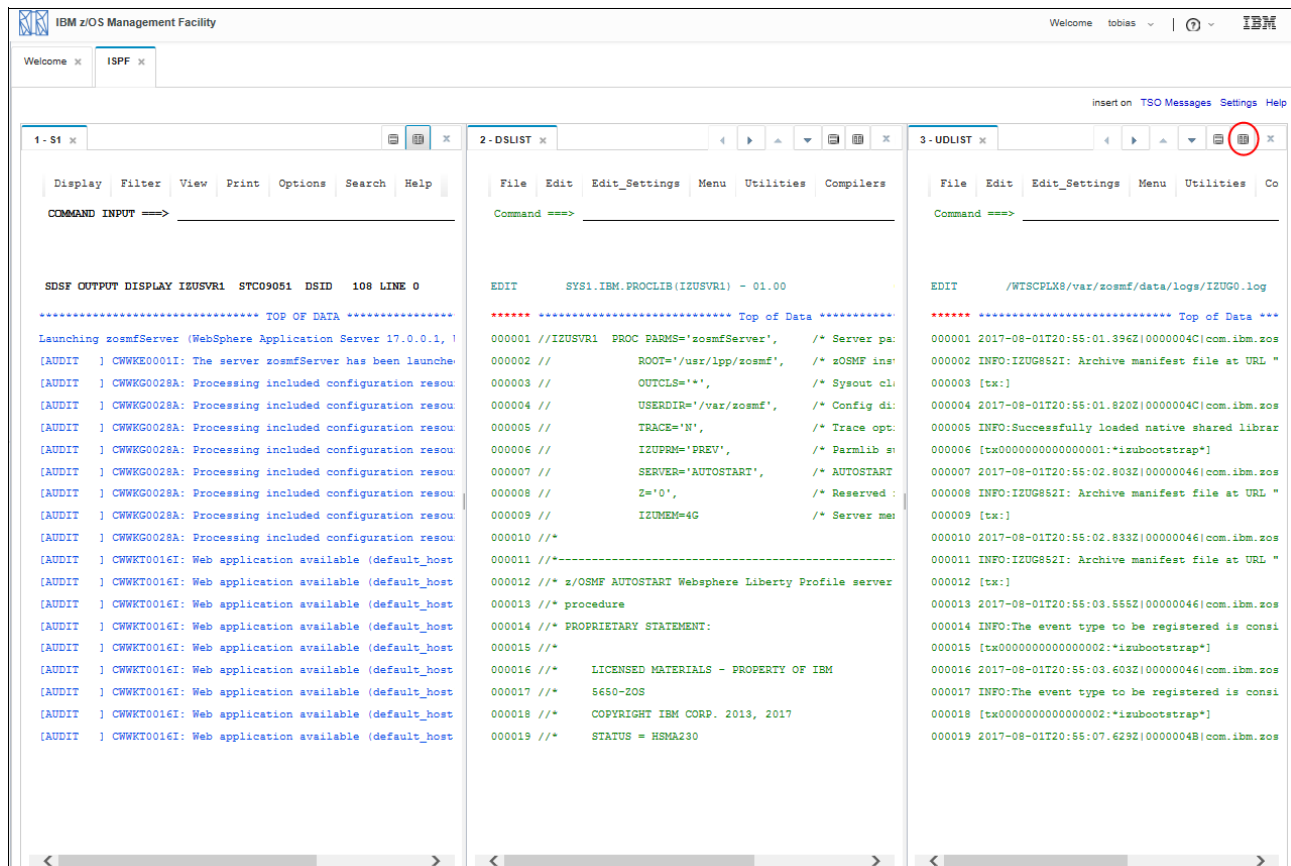 IBM z/OS Management Facility
Welcome tobias
IBM
Welcome x ISPF x
insert on TSO Messages Settings Help
1 - S1 x
Display Filter View Print Options Search Help
COMMAND INPUT ===>
SDSF OUTPUT DISPLAY IZUSVR1 STC09051 DSID 108 LINE 0
******************************** TOP OF DATA ****************
Launching zosmfServer (WebSphere Application Server 17.0.0.1,
[AUDIT ] CWWKE0001I: The server zosmfServer has been launche
[AUDIT ] CWWKG0028A: Processing included configuration resou
[AUDIT ] CWWKG0028A: Processing included configuration resou
[AUDIT ] CWWKG0028A: Processing included configuration resou
[AUDIT ] CWWKG0028A: Processing included configuration resou
[AUDIT ] CWWKG0028A: Processing included configuration resou
[AUDIT ] CWWKG0028A: Processing included configuration resou
[AUDIT ] CWWKG0028A: Processing included configuration resou
[AUDIT ] CWWKG0028A: Processing included configuration resou
[AUDIT ] CWWKT0016I: Web application available (default_host
[AUDIT ] CWWKT0016I: Web application available (default_host
[AUDIT ] CWWKT0016I: Web application available (default_host
[AUDIT ] CWWKT0016I: Web application available (default_host
[AUDIT ] CWWKT0016I: Web application available (default_host
[AUDIT ] CWWKT0016I: Web application available (default_host
[AUDIT ] CWWKT0016I: Web application available (default_host
[AUDIT ] CWWKT0016I: Web application available (default_host
[AUDIT ] CWWKT0016I: Web application available (default_host
2 - DSLIST x
File Edit Edit_Settings Menu Utilities Compilers
Command ===>
EDIT SYS1.IBM.PROCLIB(IZUSVR1) - 01.00
****** **************************** Top of Data ***********
000001 //IZUSVR1 PROC PARMS='zosmfServer', /* Server pa
000002 // ROOT='/usr/lpp/zosmf', /* zOSMF ins
000003 // OUTCLS='*', /* Sysout cl
000004 // USERDIR='/var/zosmf', /* Config di
000005 // TRACE='N', /* Trace opti
000006 // IZUPRM='PREV', /* Parmlib s
000007 // SERVER='AUTOSTART', /* AUTOSTART
000008 // Z='0', /* Reserved
000009 // IZUMEM=4G /* Server me
000010 //*
000011 //*--------------------------------------------------
000012 //* z/OSMF AUTOSTART Websphere Liberty Profile server
000013 //* procedure
000014 //* PROPRIETARY STATEMENT:
000015 //*
000016 //* LICENSED MATERIALS - PROPERTY OF IBM
000017 //* 5650-ZOS
000018 //* COPYRIGHT IBM CORP. 2013, 2017
000019 //* STATUS = HSMA230
3 - UDLIST x
File Edit Edit_Settings Menu Utilities Co
Command ===>
EDIT /WTSCPLX8/var/zosmf/data/logs/IZUG0.log
****** **************************** Top of Data ***
000001 2017-08-01T20:55:01.396Z|0000004C|com.ibm.zos
000002 INFO:IZUG852I: Archive manifest file at URL "
000003 [tx:]
000004 2017-08-01T20:55:01.820Z|0000004C|com.ibm.zos
000005 INFO:Successfully loaded native shared librar
000006 [tx0000000000000001:*izubootstrap*]
000007 2017-08-01T20:55:02.803Z|00000046|com.ibm.zos
000008 INFO:IZUG852I: Archive manifest file at URL "
000009 [tx:]
000010 2017-08-01T20:55:02.833Z|00000046|com.ibm.zos
000011 INFO:IZUG852I: Archive manifest file at URL "
000012 [tx:]
000013 2017-08-01T20:55:03.555Z|00000046|com.ibm.zos
000014 INFO:The event type to be registered is consi
000015 [tx0000000000000002:*izubootstrap*]
000016 2017-08-01T20:55:03.603Z|00000046|com.ibm.zos
000017 INFO:The event type to be registered is consi
000018 [tx0000000000000002:*izubootstrap*]
000019 2017-08-01T20:55:07.629Z|0000004B|com.ibm.zos